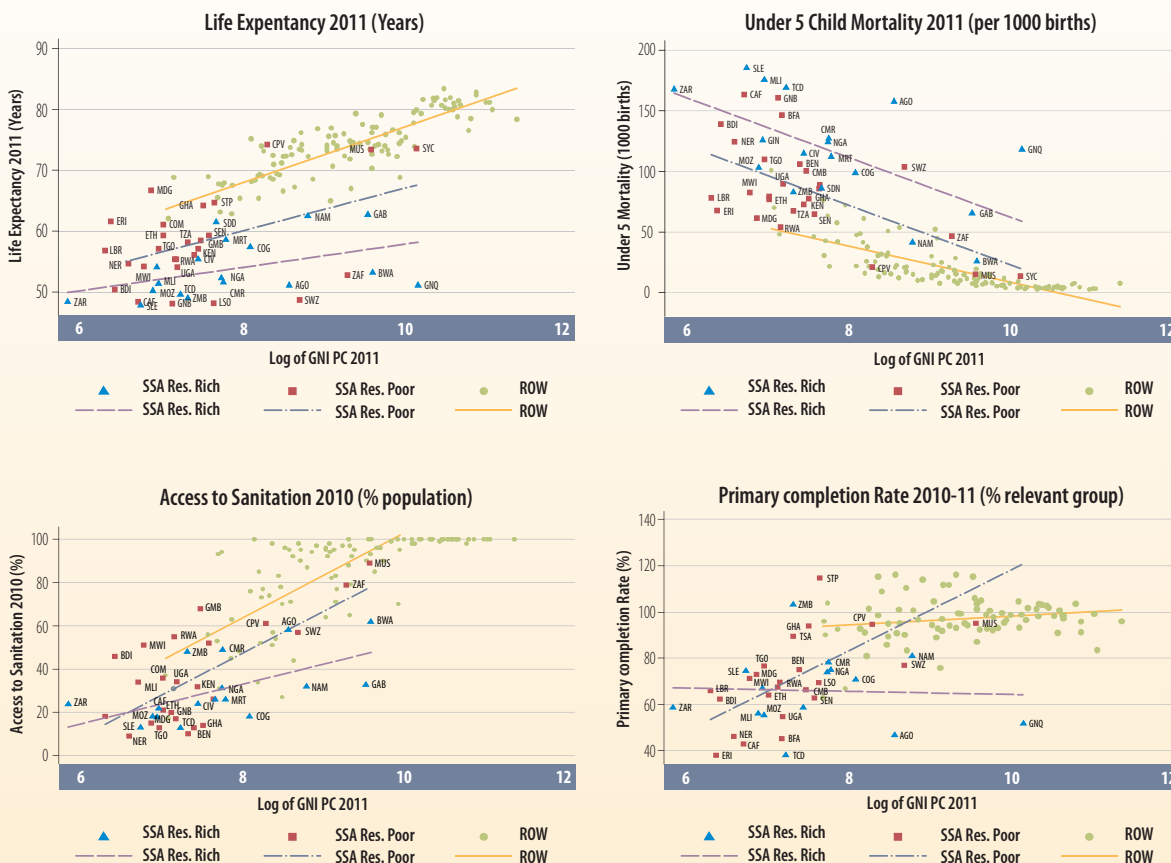 Life Expentancy 2011 (Years)
Life Expectancy 2011 (Years)
90
80
70
60
50
CPV
MUS
SYC
MDG
GHA
STP
ERI
COM
SDD
NAM
GAB
ETH
TZA
SEN
MRT
LBR
TGO
GMB
COG
NER
RWA
KEN
CIV
MWI
UGA
ZAF
BWA
MLI
NGA
AGO
GNQ
BDI
MOZ
TCD
CMR
ZAR
CAF
SLE
GNB
ZMB
LSO
SWZ
6 8 10 12
Log of GNI PC 2011
SSA Res. Rich SSA Res. Poor ROW
SSA Res. Rich SSA Res. Poor ROW
Under 5 Child Mortality 2011 (per 1000 births)
Under 5 Mortality (1000 births)
200
150
100
50
0
SLE
MLI
ZAR
TCD
CAF
GNB
AGO
BFA
BDI
CMR
NER
GIN
NGA
GNQ
CIV
MRT
MOZ
TGO
BEN
CMB
COG
SWZ
MWI
UGA
SDN
LBR
ETH
ZMB
GHA
ERI
KEN
GAB
MDG
TZA
SEN
RWA
NAM
ZAF
CPV
BWA
MUS
SYC
6 8 10 12
Log of GNI PC 2011
SSA Res. Rich SSA Res. Poor ROW
SSA Res. Rich SSA Res. Poor ROW
Access to Sanitation 2010 (% population)
Access to Sanitation 2010 (%)
100
80
60
40
20
0
MUS
ZAF
GMB
CPV
AGO
BWA
RWA
SWZ
MWI
BDI
ZMB
CMR
COM
UGA
MLI
KEN
NGA
NAM
GAB
ZAR
CAF
ETH
CIV
MRT
MOZ
GNB
COG
SLE
MDG
TCD
GHA
NER
TGO
BEN
6 8 10 12
Log of GNI PC 2011
SSA Res. Rich SSA Res. Poor ROW
SSA Res. Rich SSA Res. Poor ROW
Primary completion Rate 2010-11 (% relevant group)
Primary completion Rate (%)
140
120
100
80
60
40
STP
ZMB
GHA
CPV
MUS
TSA
TGO
BEN
CMR
NAM
SLE
MDG
NGA
SWZ
MWI
RWA
LSO
COG
LBR
ETH
CMB
BDI
SEN
ZAR
MLI
MOZ
UGA
GNQ
NER
BFA
AGO
CAF
ERI
TCD
6 8 10 12
Log of GNI PC 2011
SSA Res. Rich SSA Res. Poor ROW
SSA Res. Rich SSA Res. Poor ROW